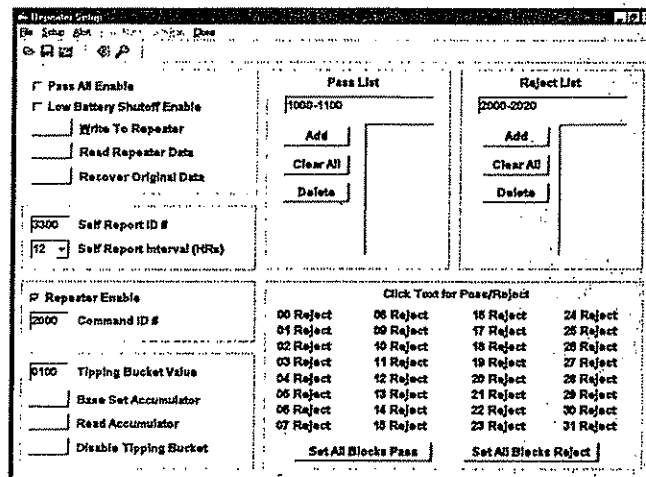 Repeater Setup
File Setup Alert Close
Pass All Enable
Low Battery Shutoff Enable
Write To Repeater
Read Repeater Data
Recover Original Data
3300 Self Report ID #
12 Self Report Interval (HRs)
Repeater Enable
2000 Command ID #
0100 Tipping Bucket Value
Base Set Accumulator
Read Accumulator
Disable Tipping Bucket
Pass List
1000-1100
Add
Clear All
Delete
Reject List
2000-2020
Add
Clear All
Delete
Click Text for Pass/Reject
00 Reject 08 Reject 16 Reject 24 Reject
01 Reject 09 Reject 17 Reject 25 Reject
02 Reject 10 Reject 18 Reject 26 Reject
03 Reject 11 Reject 19 Reject 27 Reject
04 Reject 12 Reject 20 Reject 28 Reject
05 Reject 13 Reject 21 Reject 29 Reject
06 Reject 14 Reject 22 Reject 30 Reject
07 Reject 15 Reject 23 Reject 31 Reject
Set All Blocks Pass Set All Blocks Reject